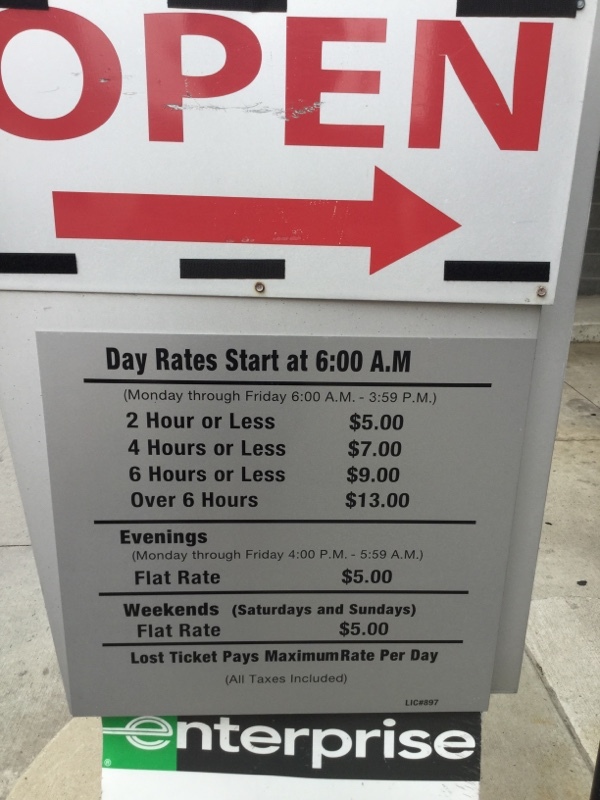 OPEN
Day Rates Start at 6:00 A.M
(Monday through Friday 6:00 A.M. - 3:59 P.M.)
2 Hour or Less $5.00
4 Hours or Less $7.00
6 Hours or Less $9.00
Over 6 Hours $13.00
Evenings
(Monday through Friday 4:00 P.M. - 5:59 A.M.)
Flat Rate $5.00
Weekends (Saturdays and Sundays)
Flat Rate $5.00
Lost Ticket Pays Maximum Rate Per Day
(All Taxes Included)
LIC#897
enterprise